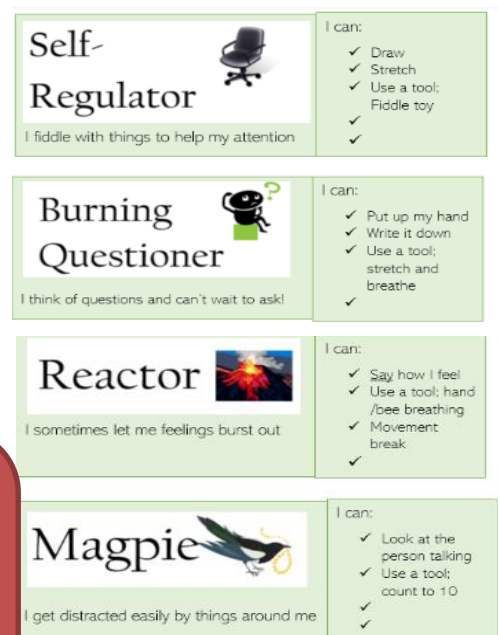 Self-
Regulator
I fiddle with things to help my attention
I can:
✓ Draw
✓ Stretch
✓ Use a tool;
Fiddle toy
✓
✓
Burning
Questioner
?
I think of questions and can't wait to ask!
I can:
✓ Put up my hand
✓ Write it down
✓ Use a tool;
stretch and
breathe
✓
Reactor
I sometimes let me feelings burst out
I can:
✓ Say how I feel
✓ Use a tool; hand
/bee breathing
✓ Movement
break
✓
Magpie
I get distracted easily by things around me
I can:
✓ Look at the
person talking
✓ Use a tool;
count to 10
✓
✓